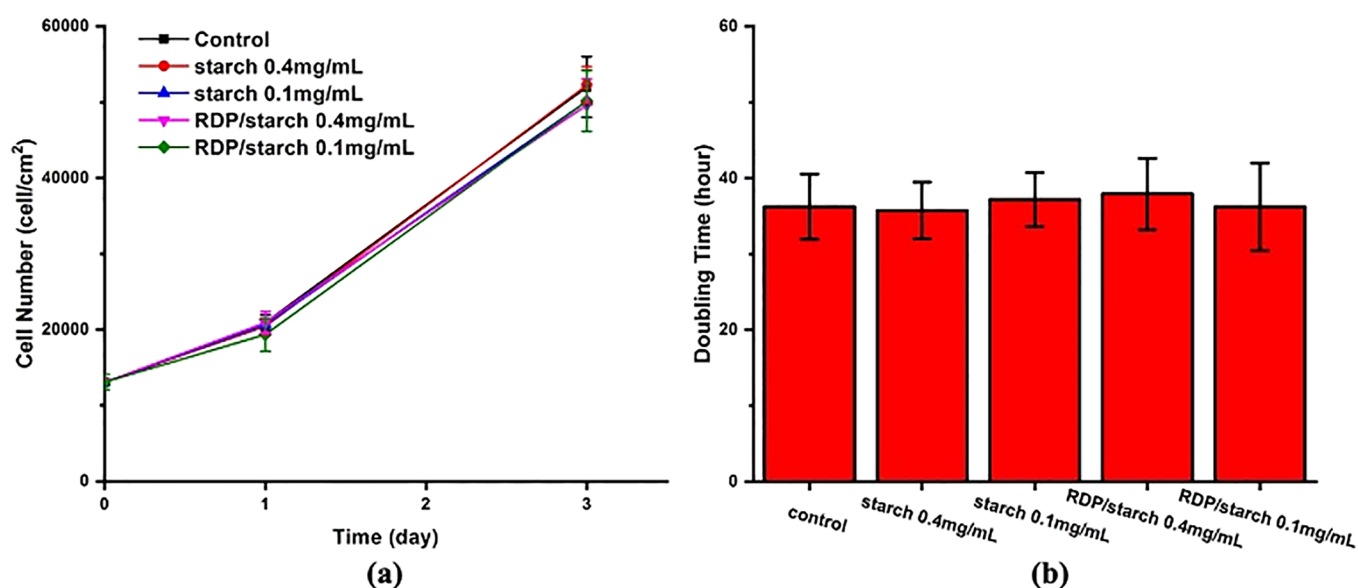 60000
40000
20000
0
Cell Number (cell/cm²)
Control
starch 0.4mg/mL
starch 0.1mg/mL
RDP/starch 0.4mg/mL
RDP/starch 0.1mg/mL
0 1 2 3
Time (day)
(a)
60
40
20
0
Doubling Time (hour)
control
starch 0.4mg/mL
starch 0.1mg/mL
RDP/starch 0.4mg/mL
RDP/starch 0.1mg/mL
(b)